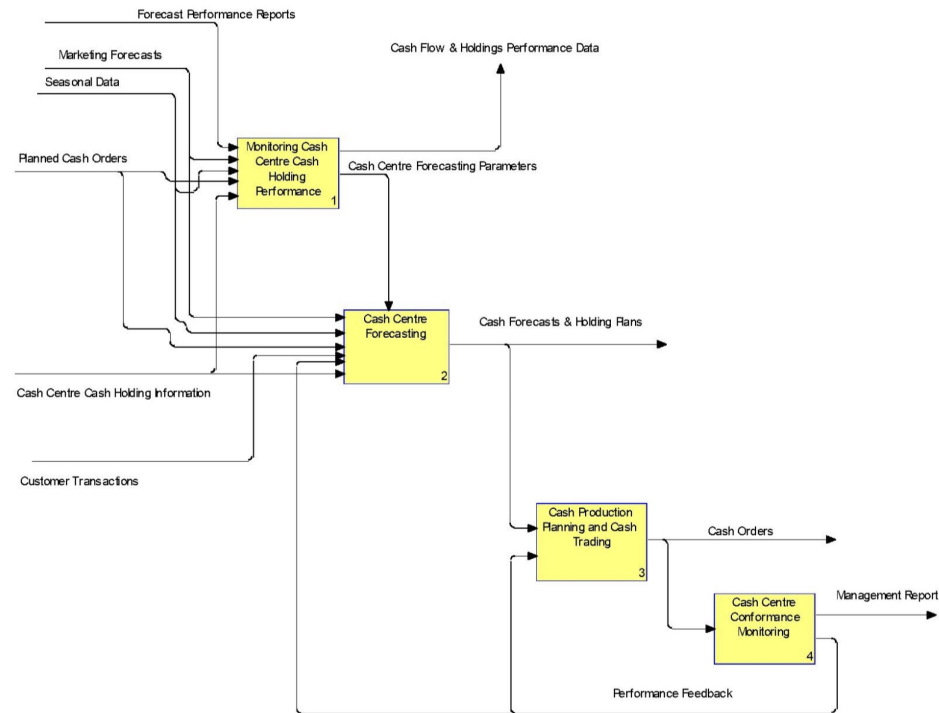 Forecast Performance Reports
Cash Flow & Holdings Performance Data
Marketing Forecasts
Seasonal Data
Planned Cash Orders
Monitoring Cash
Centre Cash
Holding
Performance
1
Cash Centre Forecasting Parameters
Cash Centre
Forecasting
2
Cash Forecasts & Holding Plans
Cash Centre Cash Holding Information
Customer Transactions
Cash Production
Planning and Cash
Trading
3
Cash Orders
Cash Centre
Conformance
Monitoring
4
Management Report
Performance Feedback